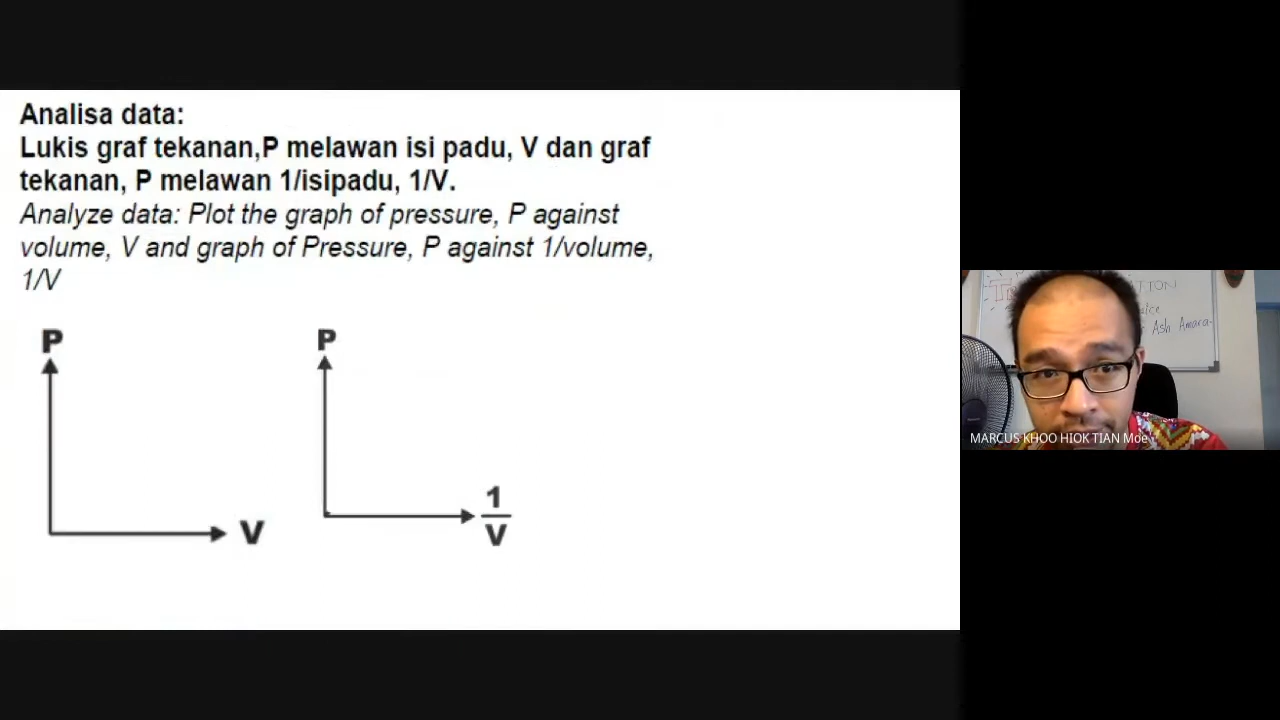 Analisa data:
Lukis graf tekanan,P melawan isi padu, V dan graf
tekanan, P melawan 1/isipadu, 1/V.
Analyze data: Plot the graph of pressure, P against
volume, V and graph of Pressure, P against 1/volume,
1/V
P
V
P
1
V
Ash Amara-
MARCUS KHOO HIOK TIAN Moe